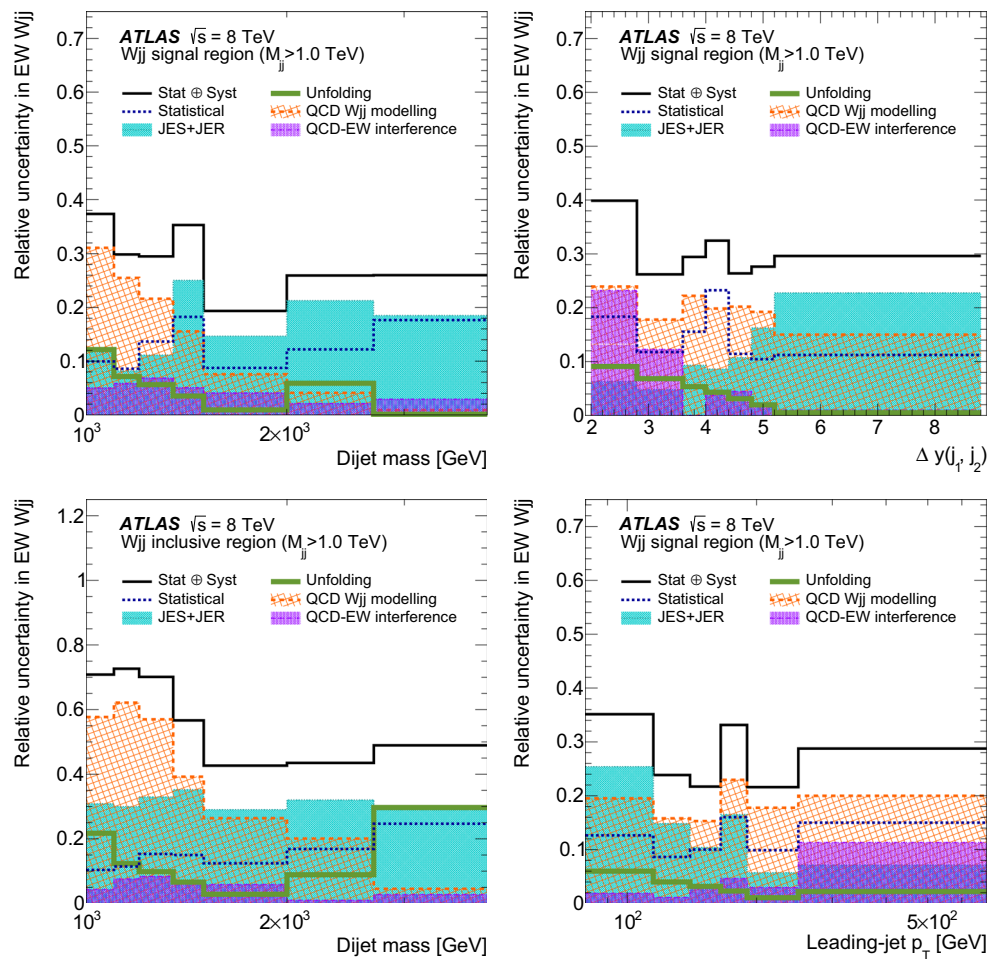 Relative uncertainty in EW Wjj
0.7
0.6
0.5
0.4
0.3
0.2
0.1
0
ATLAS √s = 8 TeV
Wjj signal region (M_jj>1.0 TeV)
Stat ⊕ Syst
Statistical
JES+JER
Unfolding
QCD Wjj modelling
QCD-EW interference
10³
2×10³
Dijet mass [GeV]
Relative uncertainty in EW Wjj
0.7
0.6
0.5
0.4
0.3
0.2
0.1
0
ATLAS √s = 8 TeV
Wjj signal region (M_jj>1.0 TeV)
Stat ⊕ Syst
Statistical
JES+JER
Unfolding
QCD Wjj modelling
QCD-EW interference
2 3 4 5 6 7 8
Δ y(j₁, j₂)
Relative uncertainty in EW Wjj
1.2
1
0.8
0.6
0.4
0.2
0
ATLAS √s = 8 TeV
Wjj inclusive region (M_jj>1.0 TeV)
Stat ⊕ Syst
Statistical
JES+JER
Unfolding
QCD Wjj modelling
QCD-EW interference
10³
2×10³
Dijet mass [GeV]
Relative uncertainty in EW Wjj
0.7
0.6
0.5
0.4
0.3
0.2
0.1
0
ATLAS √s = 8 TeV
Wjj signal region (M_jj>1.0 TeV)
Stat ⊕ Syst
Statistical
JES+JER
Unfolding
QCD Wjj modelling
QCD-EW interference
10²
5×10²
Leading-jet p_T [GeV]